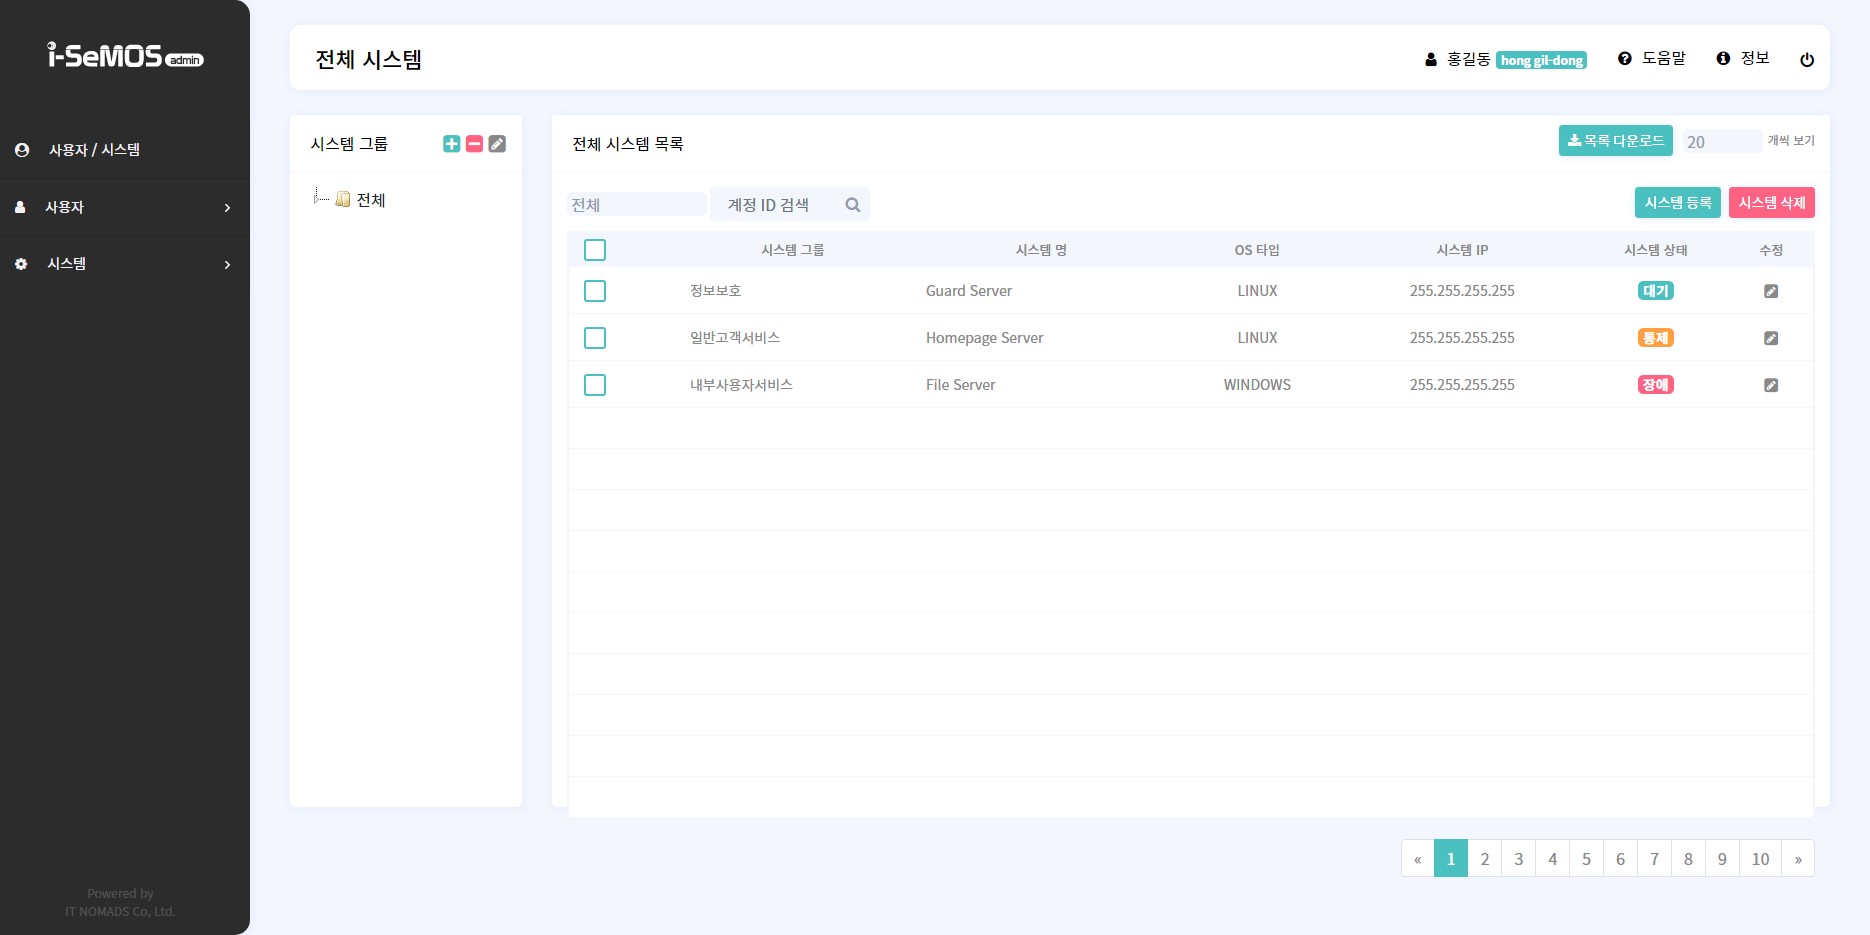 i-SeMOS admin
사용자 / 시스템
사용자
시스템
Powered by
IT NOMADS Co, Ltd.
전체 시스템
홍길동 hong gil-dong 도움말 정보
시스템 그룹
전체
전체 시스템 목록
목록 다운로드 20 개씩 보기
전체 계정 ID 검색 시스템 등록 시스템 삭제
시스템 그룹 시스템 명 OS 타입 시스템 IP 시스템 상태 수정
정보보호 Guard Server LINUX 255.255.255.255 대기
일반고객서비스 Homepage Server LINUX 255.255.255.255 통제
내부사용자서비스 File Server WINDOWS 255.255.255.255 장애
« 1 2 3 4 5 6 7 8 9 10 »